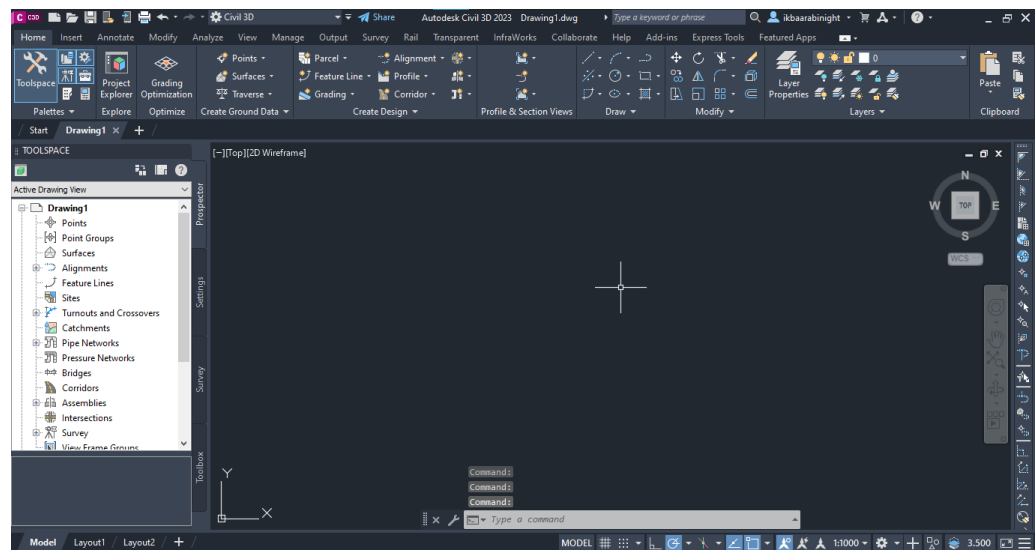 C C3D Civil 3D Share Autodesk Civil 3D 2023 Drawing1.dwg Type a keyword or phrase ikbaarabinight
Home Insert Annotate Modify Analyze View Manage Output Survey Rail Transparent InfraWorks Collaborate Help Add-ins Express Tools Featured Apps
Toolspace
Project Explorer
Grading Optimization
Points
Surfaces
Traverse
Parcel
Feature Line
Grading
Alignment
Profile
Corridor
Layer Properties
0
Paste
Palettes Explore Optimize Create Ground Data Create Design Profile & Section Views Draw Modify Layers Clipboard
Start Drawing1
TOOLSPACE
Active Drawing View
Drawing1
Points
Point Groups
Surfaces
Alignments
Feature Lines
Sites
Turnouts and Crossovers
Catchments
Pipe Networks
Pressure Networks
Bridges
Corridors
Assemblies
Intersections
Survey
View Frame Groups
Prospector
Settings
Survey
Toolbox
[−][Top][2D Wireframe]
N
W TOP E
S
WCS
Y
X
Command:
Command:
Command:
Type a command
Model Layout1 Layout2 MODEL 1:1000 3.500